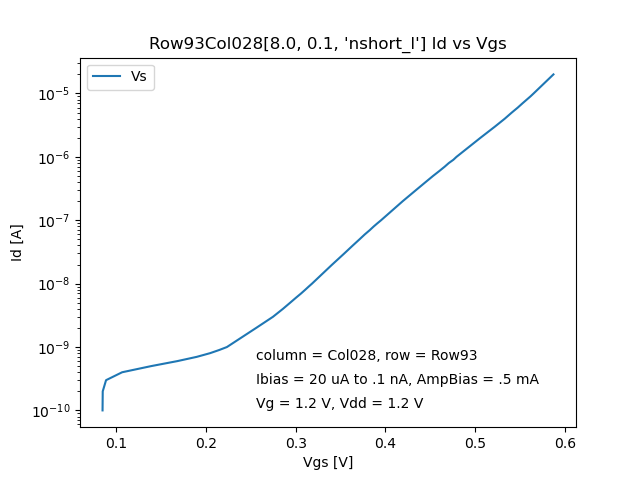 Row93Col028[8.0, 0.1, 'nshort_l'] Id vs Vgs
Vs
10⁻⁵
10⁻⁶
10⁻⁷
10⁻⁸
10⁻⁹
10⁻¹⁰
Id [A]
column = Col028, row = Row93
Ibias = 20 uA to .1 nA, AmpBias = .5 mA
Vg = 1.2 V, Vdd = 1.2 V
0.1 0.2 0.3 0.4 0.5 0.6
Vgs [V]